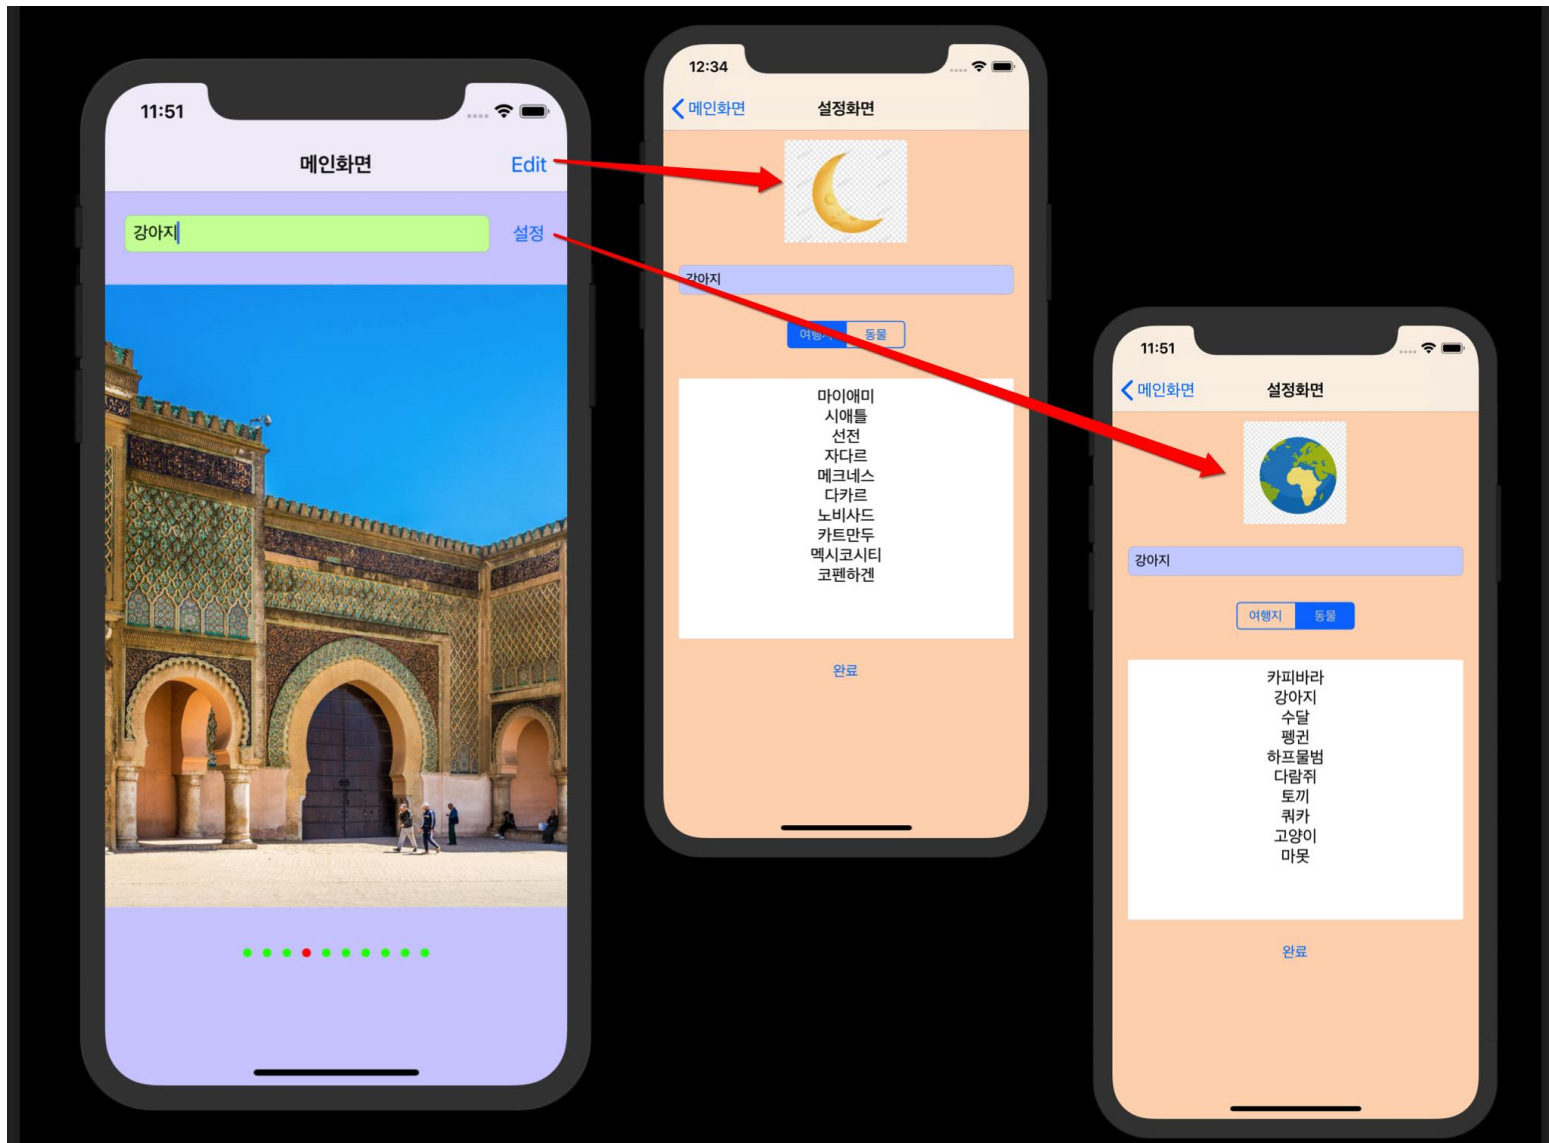 11:51
메인화면
Edit
강아지
설정
12:34
메인화면
설정화면
강아지
여행지
동물
마이애미
시애틀
선전
자다르
메크네스
다카르
노비사드
카트만두
멕시코시티
코펜하겐
완료
11:51
메인화면
설정화면
강아지
여행지
동물
카피바라
강아지
수달
펭귄
하프물범
다람쥐
토끼
쿼카
고양이
마못
완료